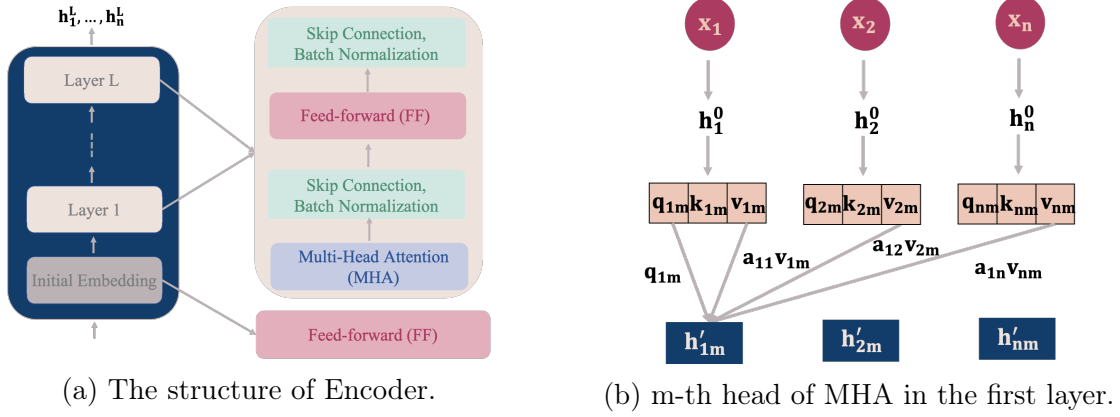 h₁ᴸ, …, hₙᴸ
Layer L
Layer 1
Initial Embedding
Skip Connection,
Batch Normalization
Feed-forward (FF)
Skip Connection,
Batch Normalization
Multi-Head Attention
(MHA)
Feed-forward (FF)
(a) The structure of Encoder.
x₁ x₂ xₙ
h₁⁰ h₂⁰ hₙ⁰
q₁ₘ k₁ₘ v₁ₘ q₂ₘ k₂ₘ v₂ₘ qₙₘ kₙₘ vₙₘ
q₁ₘ a₁₁v₁ₘ a₁₂v₂ₘ a₁ₙvₙₘ
h′₁ₘ h′₂ₘ h′ₙₘ
(b) m-th head of MHA in the first layer.